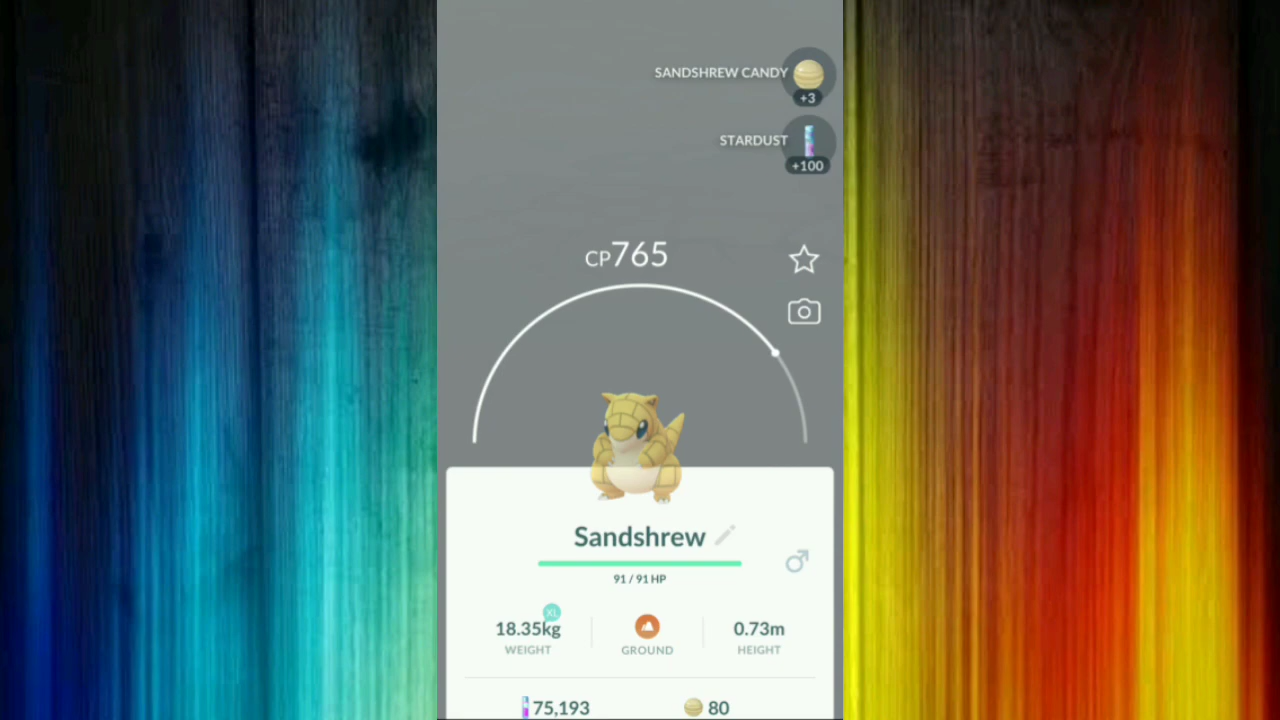 SANDSHREW CANDY
+3
STARDUST
+100
CP765
Sandshrew
91 / 91 HP
XL
18.35kg
WEIGHT
GROUND
0.73m
HEIGHT
75,193
80